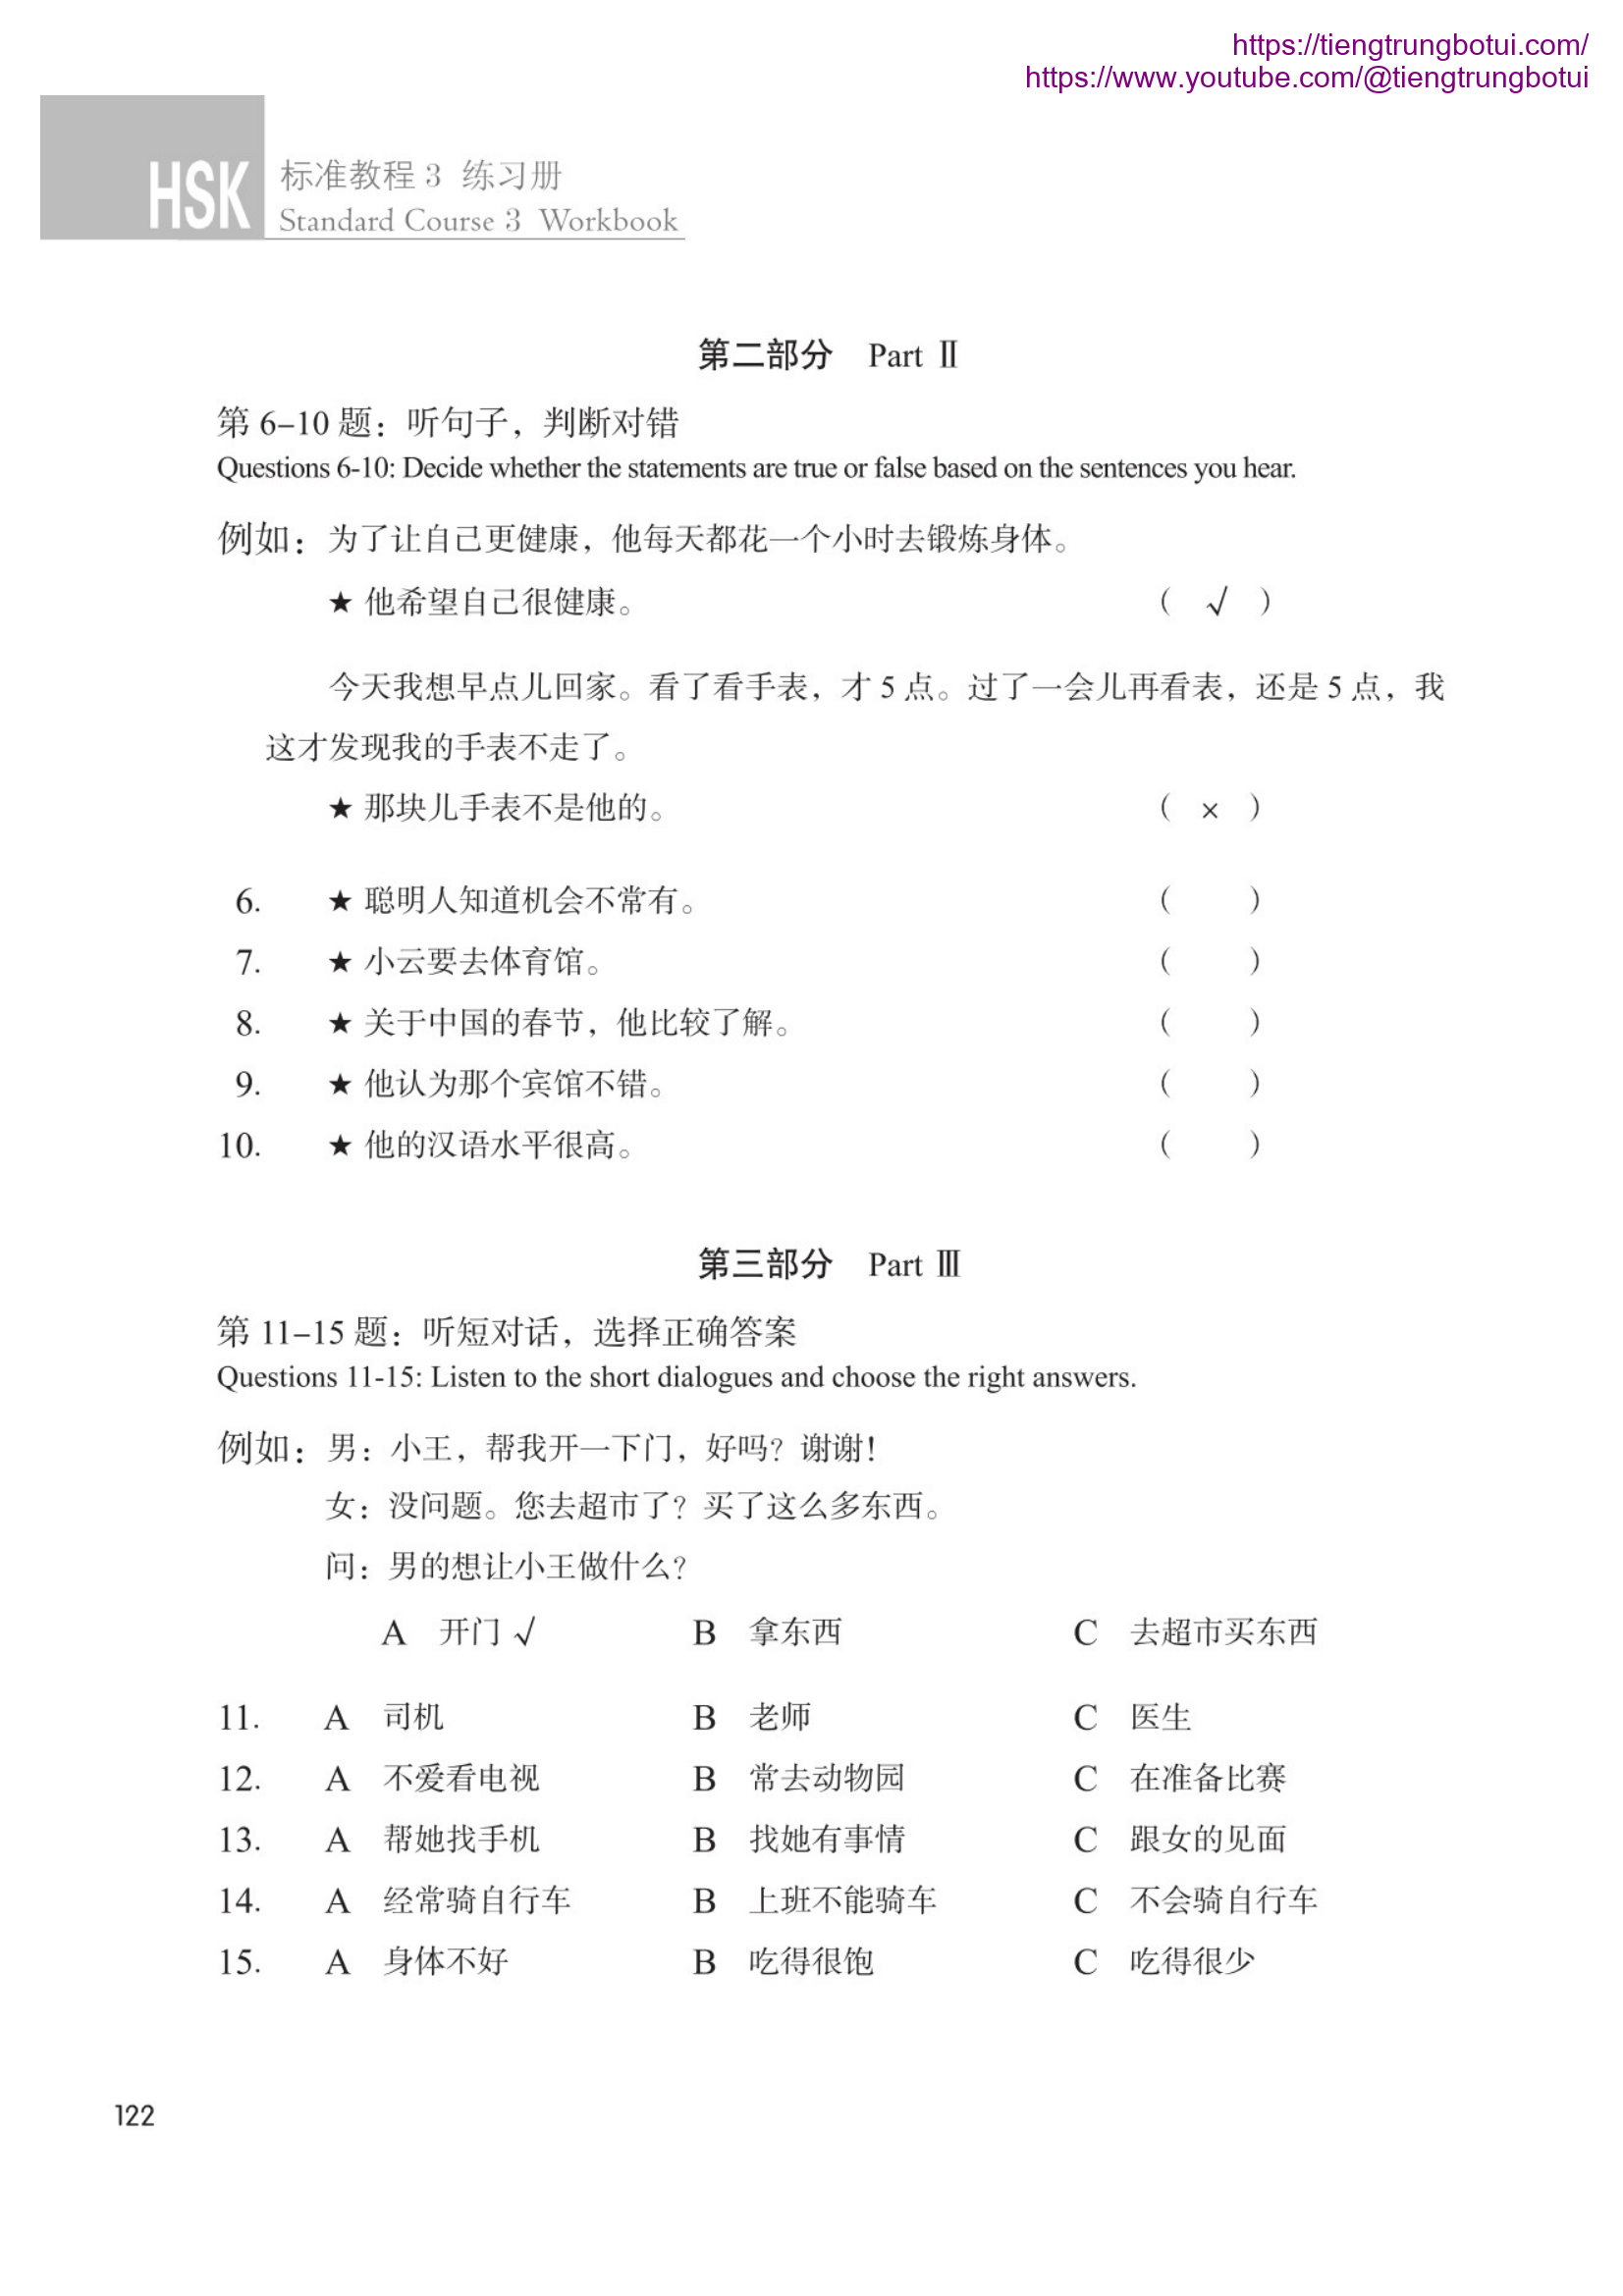 https://tiengtrungbotui.com/
https://www.youtube.com/@tiengtrungbotui
HSK 标准教程 3 练习册
Standard Course 3 Workbook
第二部分 Part Ⅱ
第 6–10 题：听句子，判断对错
Questions 6-10: Decide whether the statements are true or false based on the sentences you hear.
例如：为了让自己更健康，他每天都花一个小时去锻炼身体。
★ 他希望自己很健康。 （ √ ）
今天我想早点儿回家。看了看手表，才 5 点。过了一会儿再看表，还是 5 点，我
这才发现我的手表不走了。
★ 那块儿手表不是他的。 （ × ）
6. ★ 聪明人知道机会不常有。 （ ）
7. ★ 小云要去体育馆。 （ ）
8. ★ 关于中国的春节，他比较了解。 （ ）
9. ★ 他认为那个宾馆不错。 （ ）
10. ★ 他的汉语水平很高。 （ ）
第三部分 Part Ⅲ
第 11–15 题：听短对话，选择正确答案
Questions 11-15: Listen to the short dialogues and choose the right answers.
例如：男：小王，帮我开一下门，好吗？谢谢！
女：没问题。您去超市了？买了这么多东西。
问：男的想让小王做什么？
A 开门 √ B 拿东西 C 去超市买东西
11. A 司机 B 老师 C 医生
12. A 不爱看电视 B 常去动物园 C 在准备比赛
13. A 帮她找手机 B 找她有事情 C 跟女的见面
14. A 经常骑自行车 B 上班不能骑车 C 不会骑自行车
15. A 身体不好 B 吃得很饱 C 吃得很少
122